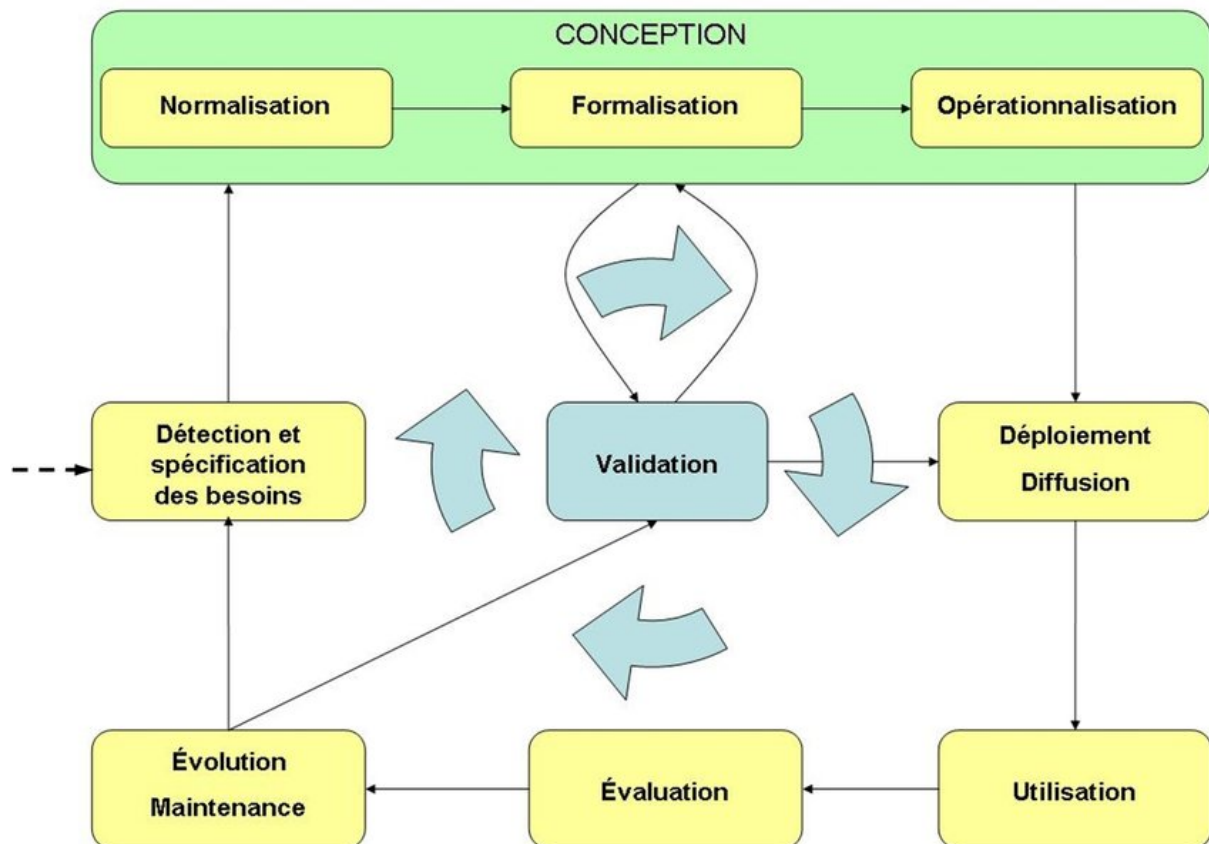 CONCEPTION
Normalisation
Formalisation
Opérationnalisation
Détection et
spécification
des besoins
Validation
Déploiement
Diffusion
Évolution
Maintenance
Évaluation
Utilisation